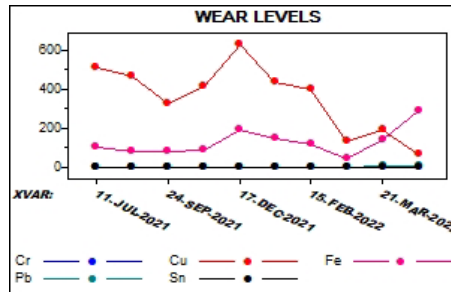 WEAR LEVELS
600
400
200
0
XVAR:
11-JUL-2021
24-SEP-2021
17-DEC-2021
15-FEB-2022
21-MAR-202
Cr Cu Fe
Pb Sn